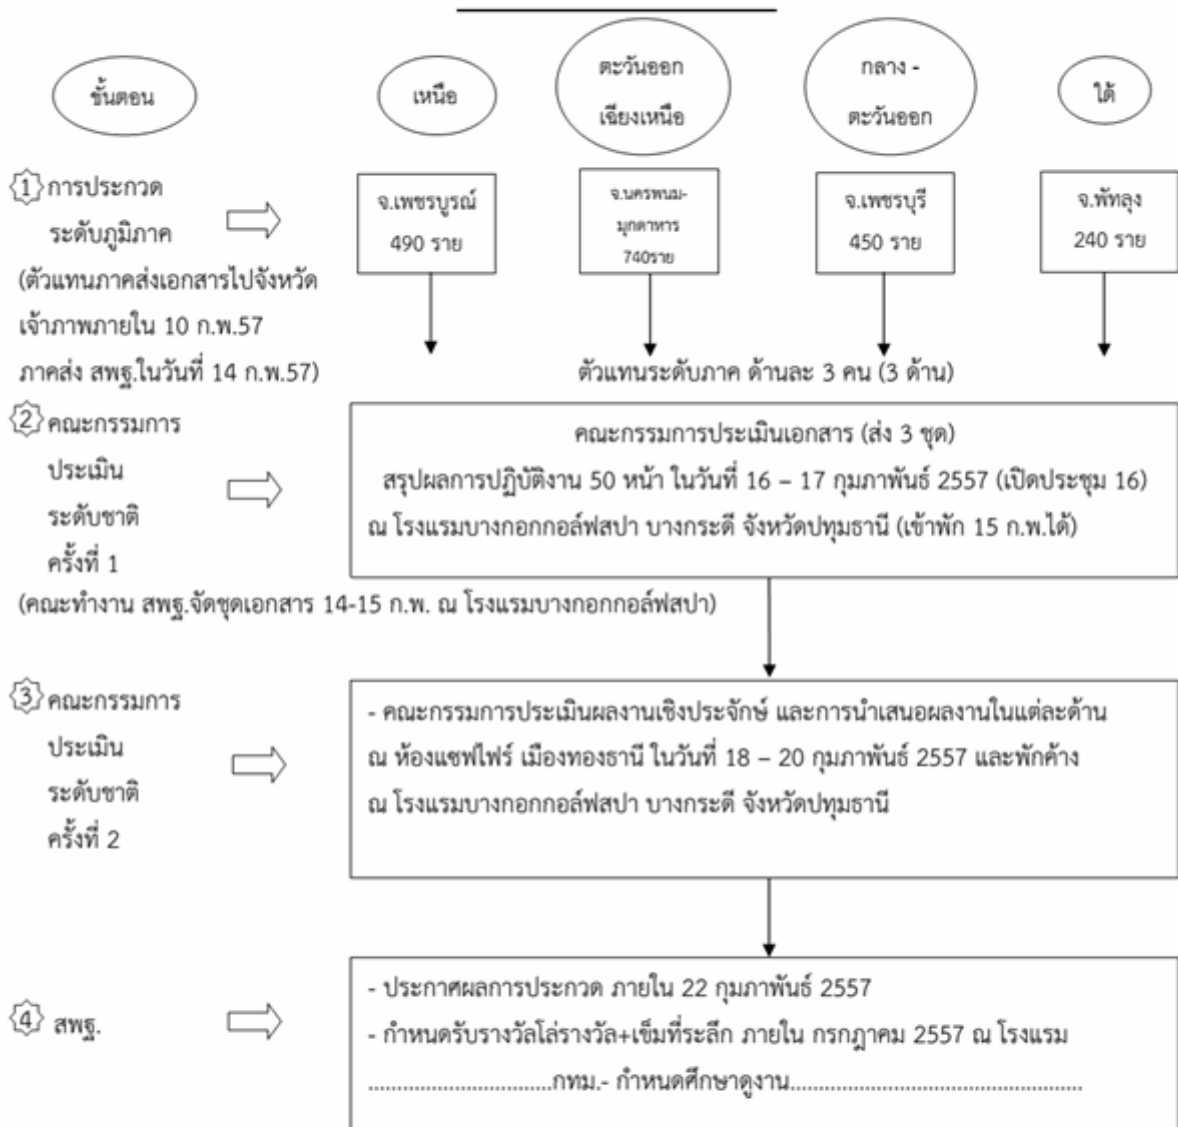 ขั้นตอน
เหนือ
ตะวันออก
เฉียงเหนือ
กลาง -
ตะวันออก
ใต้
1 การประกวด
ระดับภูมิภาค
(ตัวแทนภาคส่งเอกสารไปจังหวัด
เจ้าภาพภายใน 10 ก.พ.57
ภาคส่ง สพฐ.ในวันที่ 14 ก.พ.57)
จ.เพชรบูรณ์
490 ราย
จ.นครพนม-
มุกดาหาร
740ราย
จ.เพชรบุรี
450 ราย
จ.พัทลุง
240 ราย
ตัวแทนระดับภาค ด้านละ 3 คน (3 ด้าน)
2 คณะกรรมการ
ประเมิน
ระดับชาติ
ครั้งที่ 1
คณะกรรมการประเมินเอกสาร (ส่ง 3 ชุด)
สรุปผลการปฏิบัติงาน 50 หน้า ในวันที่ 16 – 17 กุมภาพันธ์ 2557 (เปิดประชุม 16)
ณ โรงแรมบางกอกกอล์ฟสปา บางกระดี จังหวัดปทุมธานี (เข้าพัก 15 ก.พ.ได้)
(คณะทำงาน สพฐ.จัดชุดเอกสาร 14-15 ก.พ. ณ โรงแรมบางกอกกอล์ฟสปา)
3 คณะกรรมการ
ประเมิน
ระดับชาติ
ครั้งที่ 2
- คณะกรรมการประเมินผลงานเชิงประจักษ์ และการนำเสนอผลงานในแต่ละด้าน
ณ ห้องแซฟไฟร์ เมืองทองธานี ในวันที่ 18 – 20 กุมภาพันธ์ 2557 และพักค้าง
ณ โรงแรมบางกอกกอล์ฟสปา บางกระดี จังหวัดปทุมธานี
4 สพฐ.
- ประกาศผลการประกวด ภายใน 22 กุมภาพันธ์ 2557
- กำหนดรับรางวัลโล่รางวัล+เข็มที่ระลึก ภายใน กรกฎาคม 2557 ณ โรงแรม
.................................กทม.- กำหนดศึกษาดูงาน....................................................